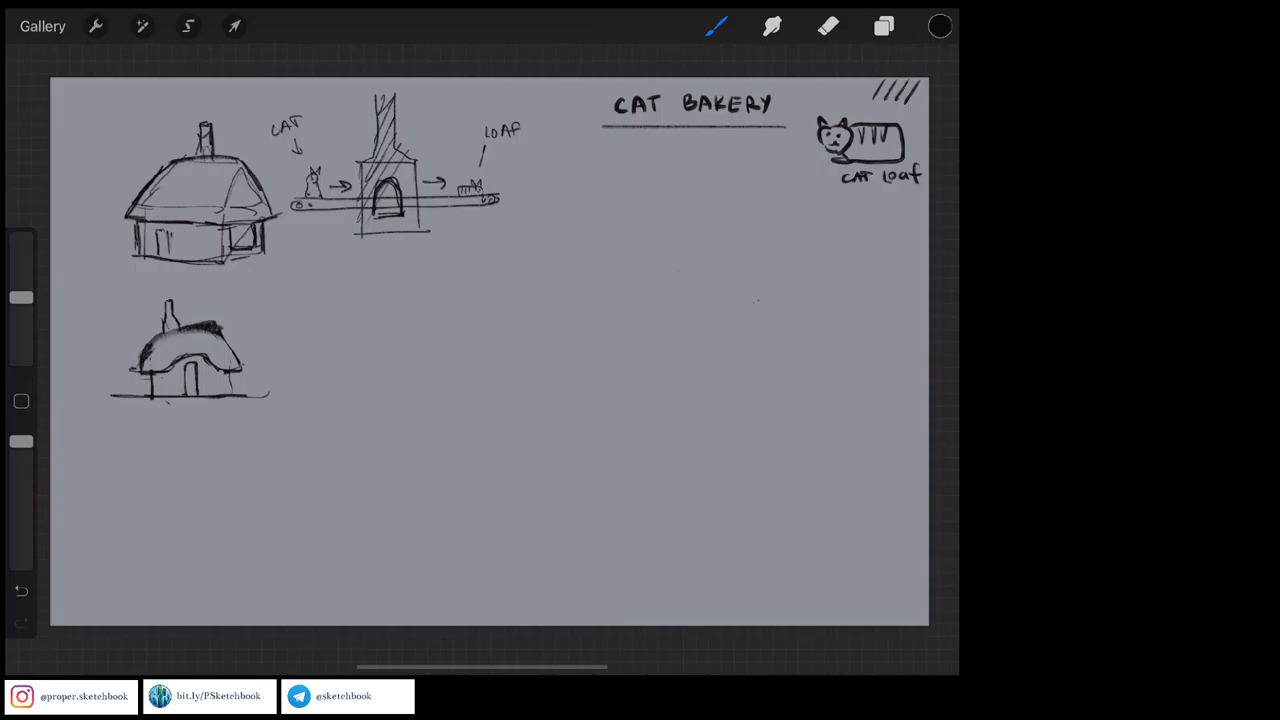 Gallery
CAT BAKERY
CAT
LOAF
CAT LOAF
@proper.sketchbook
bit.ly/PSketchbook
@sketchbook